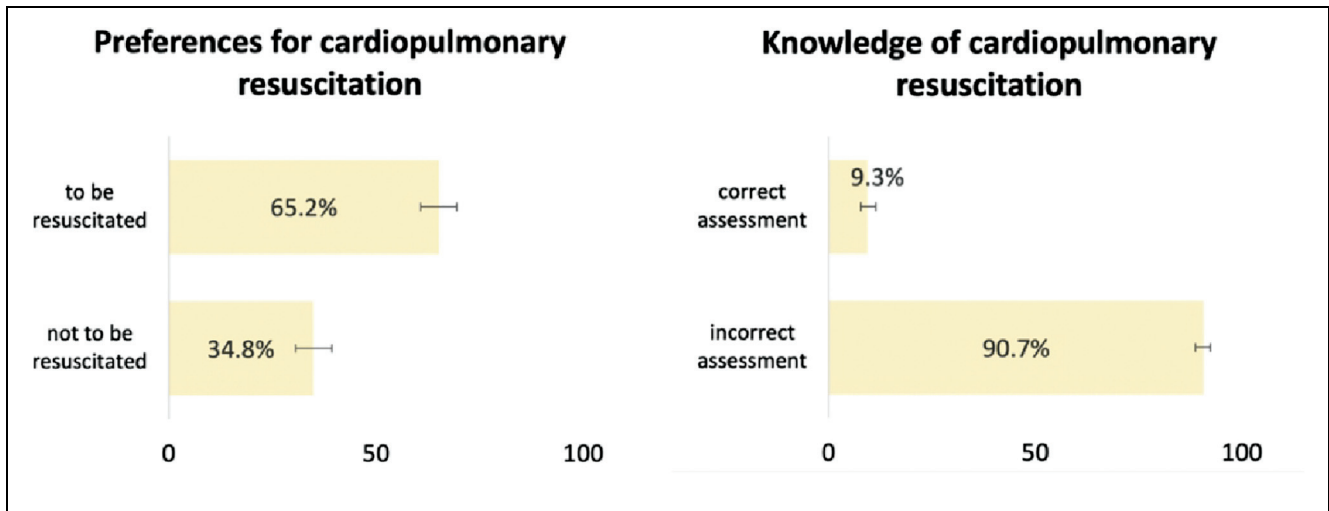 Preferences for cardiopulmonary
resuscitation
to be
resuscitated
65.2%
not to be
resuscitated
34.8%
0
50
100
Knowledge of cardiopulmonary
resuscitation
correct
assessment
9.3%
incorrect
assessment
90.7%
0
50
100